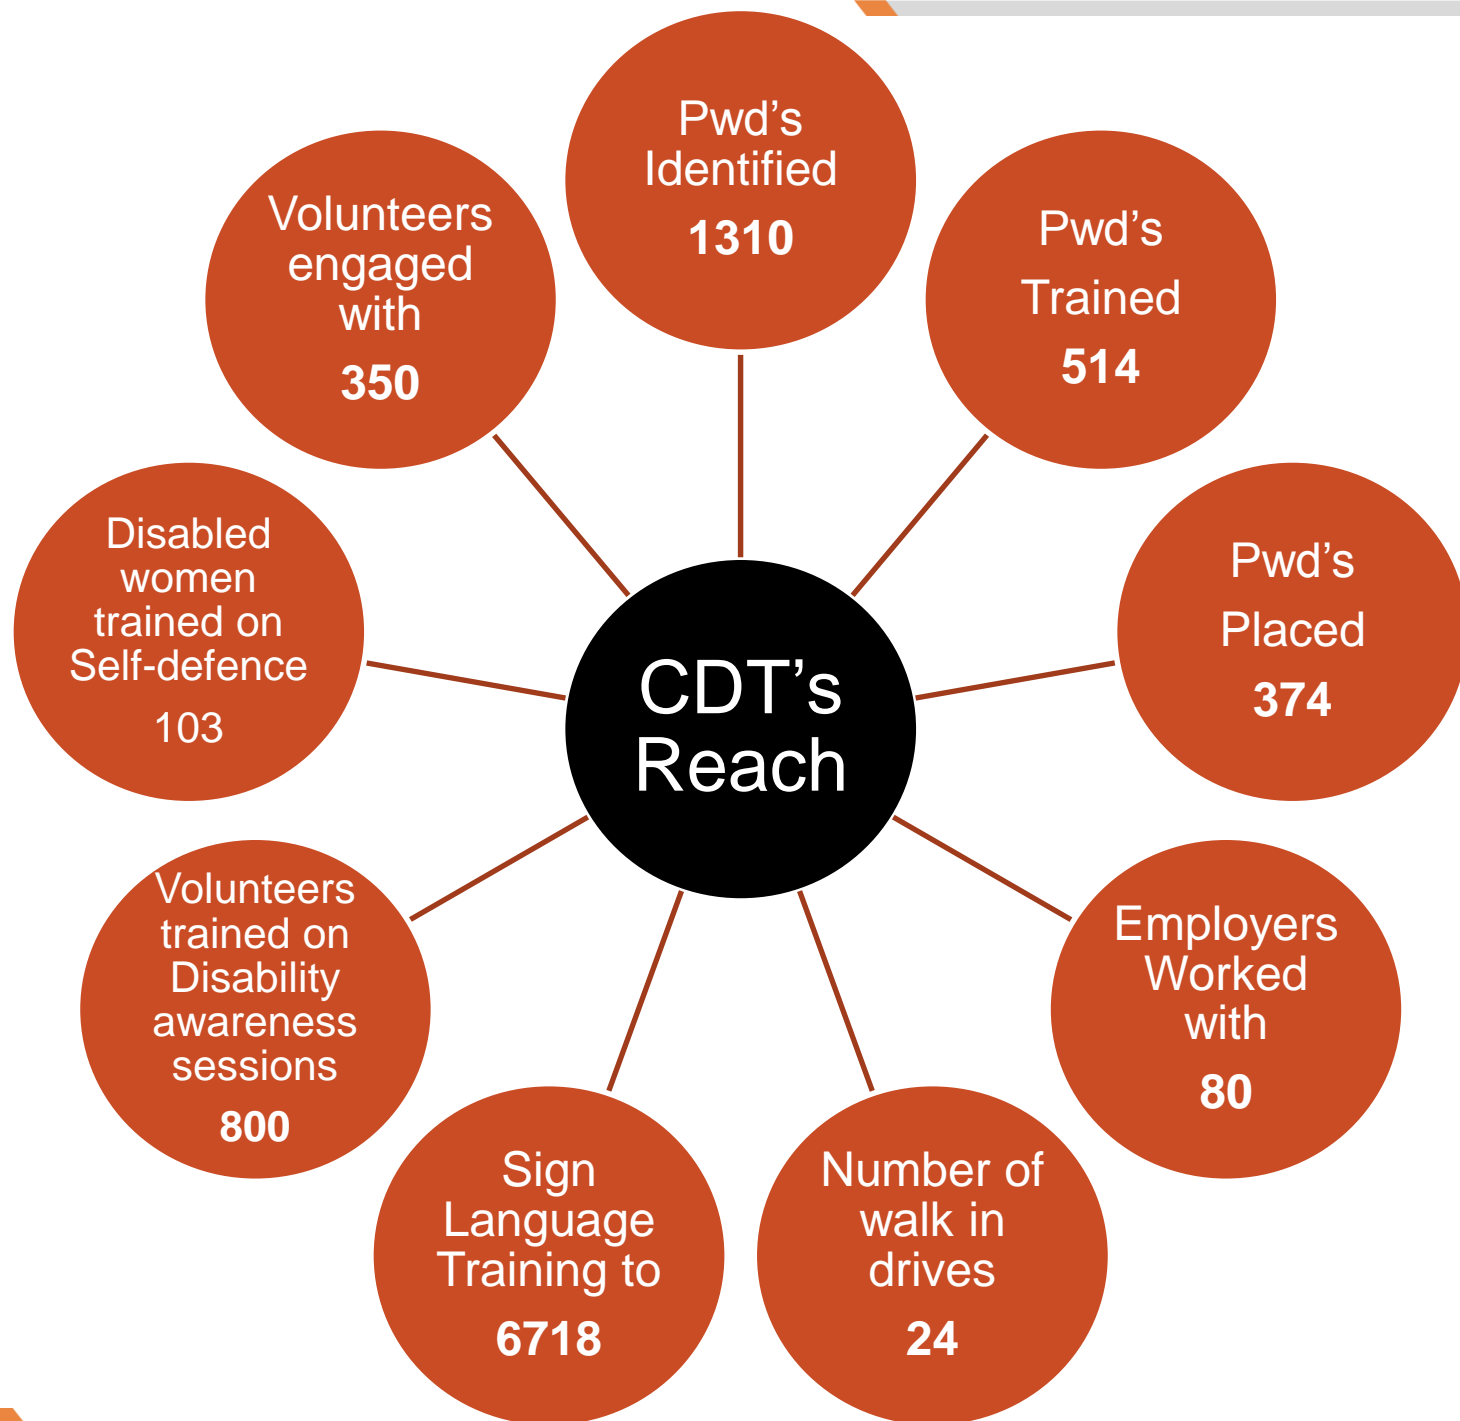 Pwd's
Identified
1310
Pwd's
Trained
514
Pwd's
Placed
374
Employers
Worked
with
80
Number of
walk in
drives
24
Sign
Language
Training to
6718
Volunteers
trained on
Disability
awareness
sessions
800
Disabled
women
trained on
Self-defence
103
Volunteers
engaged
with
350
CDT's
Reach